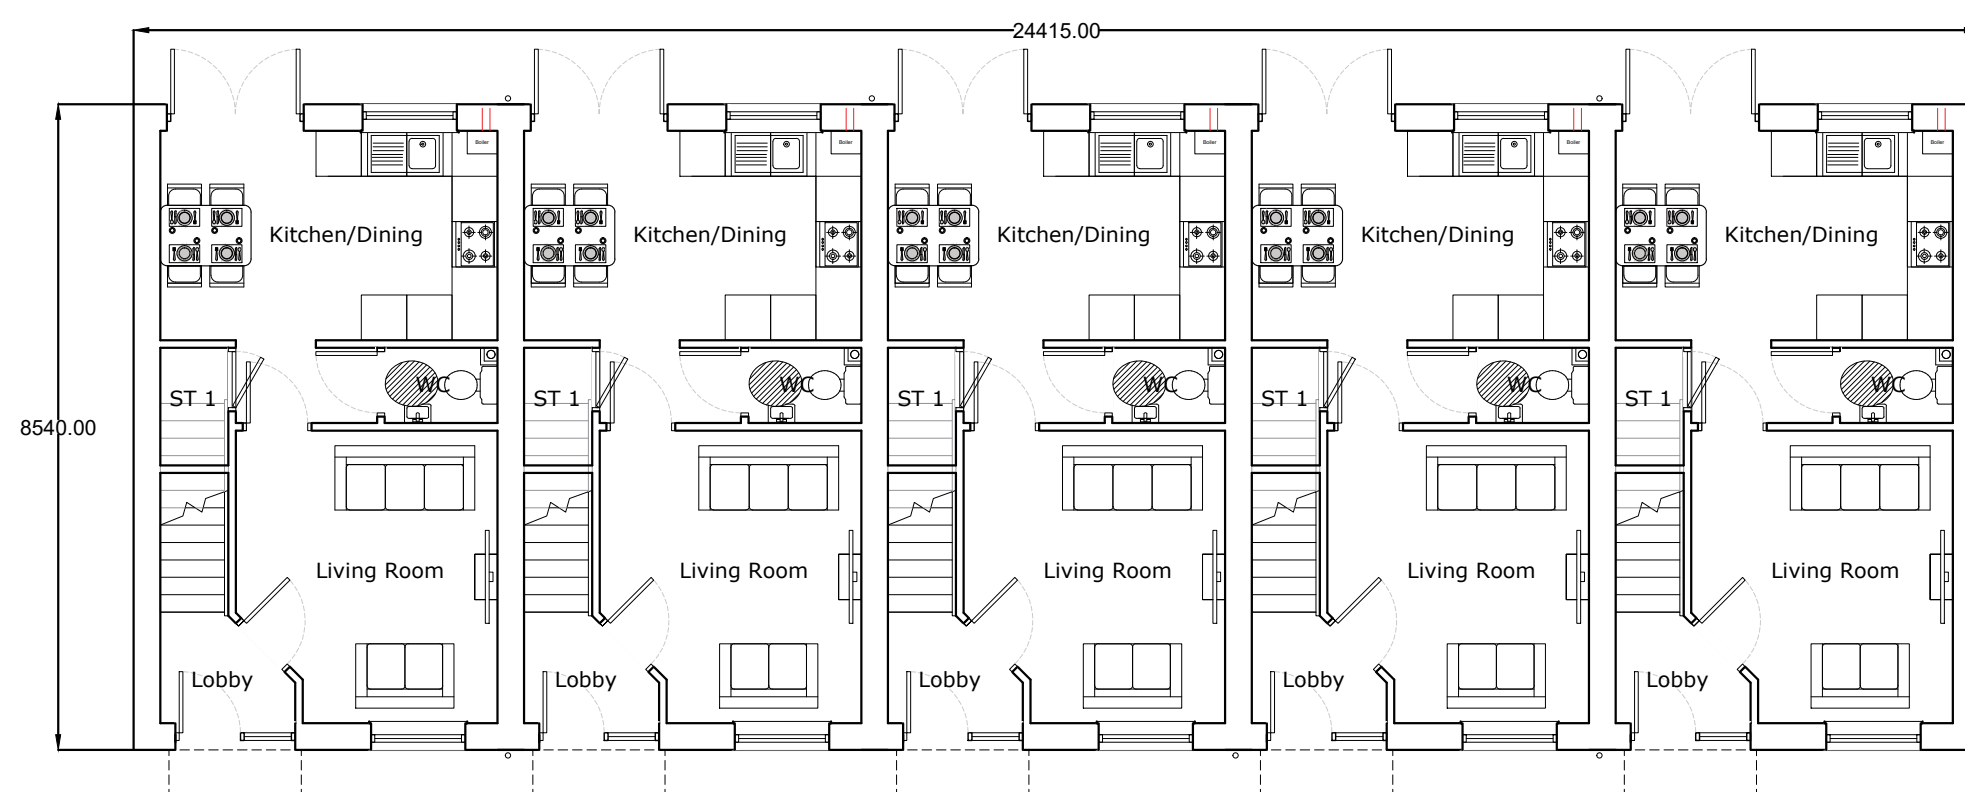 24415.00
Boiler Boiler Boiler Boiler Boiler
Kitchen/Dining Kitchen/Dining Kitchen/Dining Kitchen/Dining Kitchen/Dining
WC WC WC WC WC
ST 1 ST 1 ST 1 ST 1 ST 1
8540.00
Living Room Living Room Living Room Living Room Living Room
Lobby Lobby Lobby Lobby Lobby